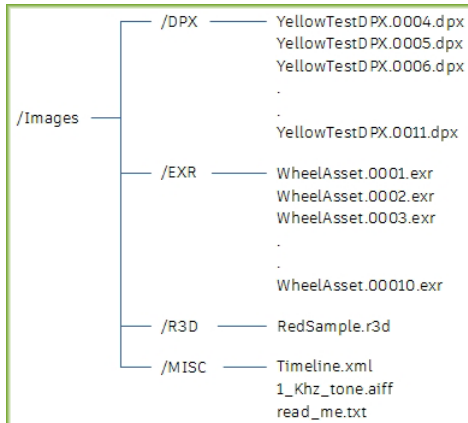 /DPX YellowTestDPX.0004.dpx
YellowTestDPX.0005.dpx
YellowTestDPX.0006.dpx
.
.
/Images
YellowTestDPX.0011.dpx
/EXR WheelAsset.0001.exr
WheelAsset.0002.exr
WheelAsset.0003.exr
.
.
WheelAsset.00010.exr
/R3D RedSample.r3d
/MISC Timeline.xml
1_Khz_tone.aiff
read_me.txt